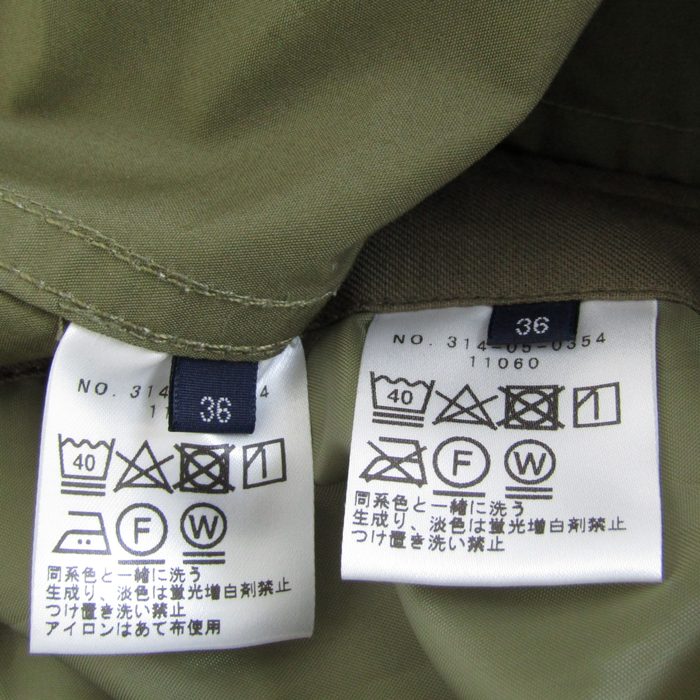 36
NO. 314
4
11
40
F
W
同系色と一緒に洗う
生成り、淡色は蛍光増白剤禁止
つけ置き洗い禁止
アイロンはあて布使用
36
NO. 314-05-0354
11060
40
F
W
同系色と一緒に洗う
生成り、淡色は蛍光増白剤禁止
つけ置き洗い禁止